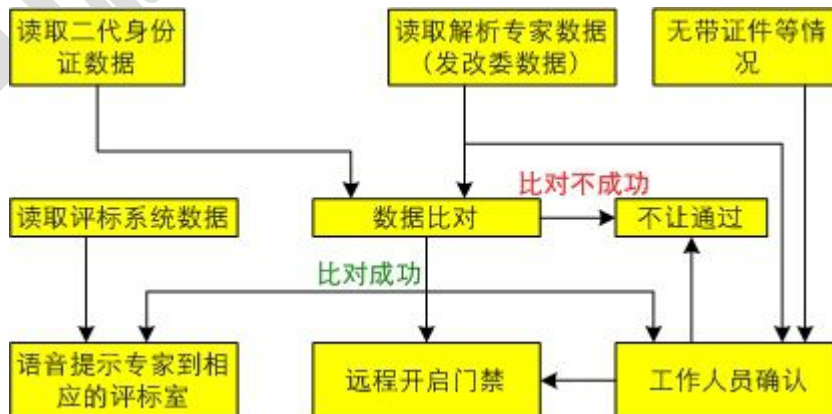 读取二代身份
证数据
读取解析专家数据
（发改委数据）
无带证件等情
况
比对不成功
读取评标系统数据
数据比对
不让通过
比对成功
语音提示专家到相
应的评标室
远程开启门禁
工作人员确认